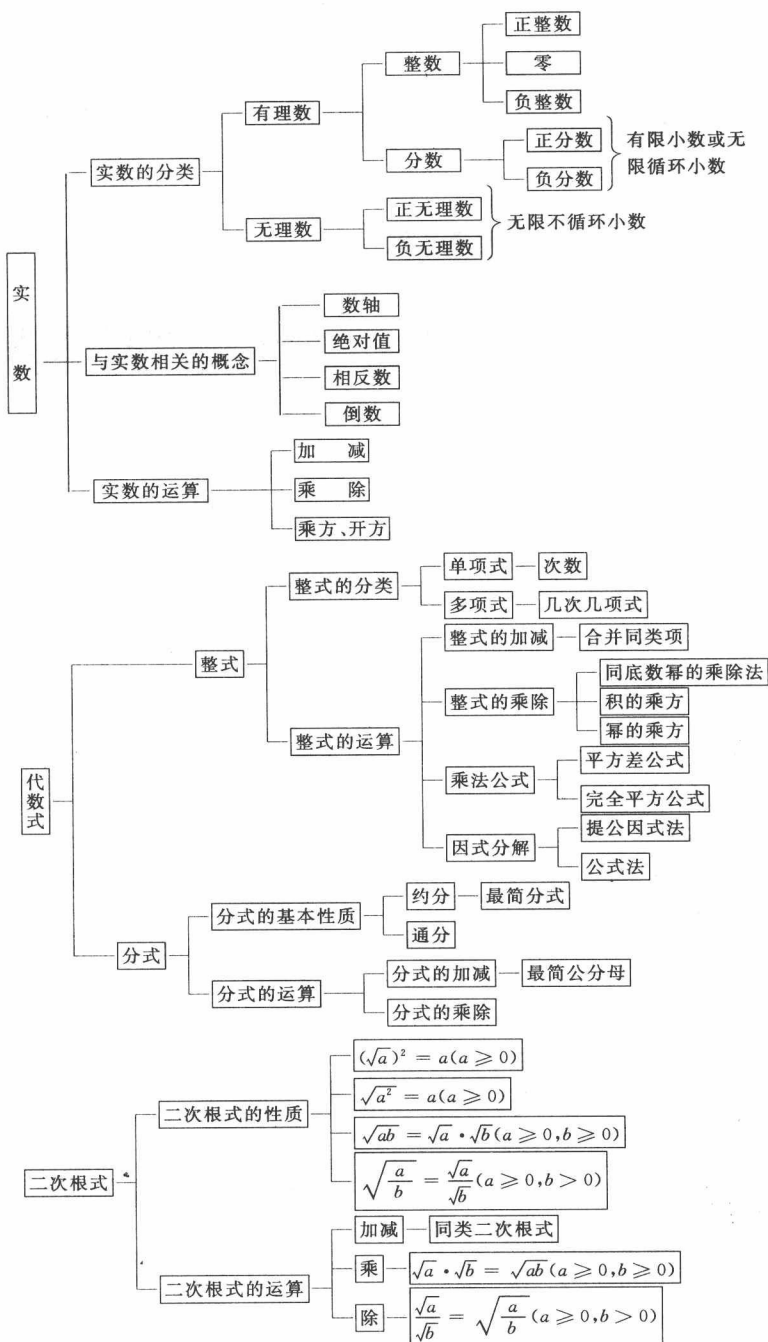 实数
实数的分类
有理数
整数
正整数
零
负整数
分数
正分数
负分数
有限小数或无
限循环小数
无理数
正无理数
负无理数
无限不循环小数
与实数相关的概念
数轴
绝对值
相反数
倒数
实数的运算
加 减
乘 除
乘方、开方
代数式
整式
整式的分类
单项式
次数
多项式
几次几项式
整式的运算
整式的加减
合并同类项
整式的乘除
同底数幂的乘除法
积的乘方
幂的乘方
乘法公式
平方差公式
完全平方公式
因式分解
提公因式法
公式法
分式
分式的基本性质
约分
最简分式
通分
分式的运算
分式的加减
最简公分母
分式的乘除
二次根式
二次根式的性质
(√a)² = a(a ≥ 0)
√a² = a(a ≥ 0)
√ab = √a · √b(a ≥ 0,b ≥ 0)
√(a/b) = √a/√b(a ≥ 0,b > 0)
二次根式的运算
加减
同类二次根式
乘
√a · √b = √ab(a ≥ 0,b ≥ 0)
除
√a/√b = √(a/b)(a ≥ 0,b > 0)